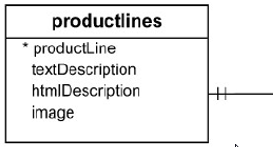 productlines
* productLine
textDescription
htmlDescription
image